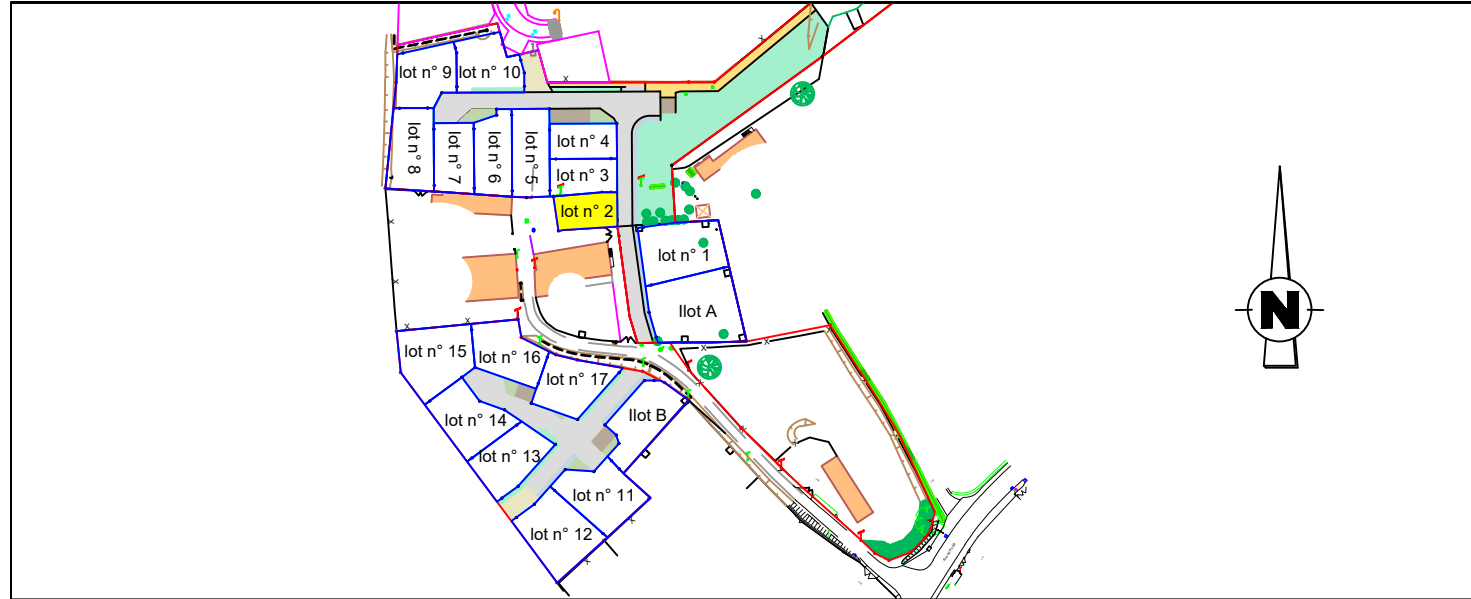 lot n° 9
lot n° 10
lot n° 8
lot n° 7
lot n° 6
lot n° 5
lot n° 4
lot n° 3
lot n° 2
lot n° 1
Ilot A
N
lot n° 15
lot n° 16
lot n° 17
lot n° 14
Ilot B
lot n° 13
lot n° 11
lot n° 12